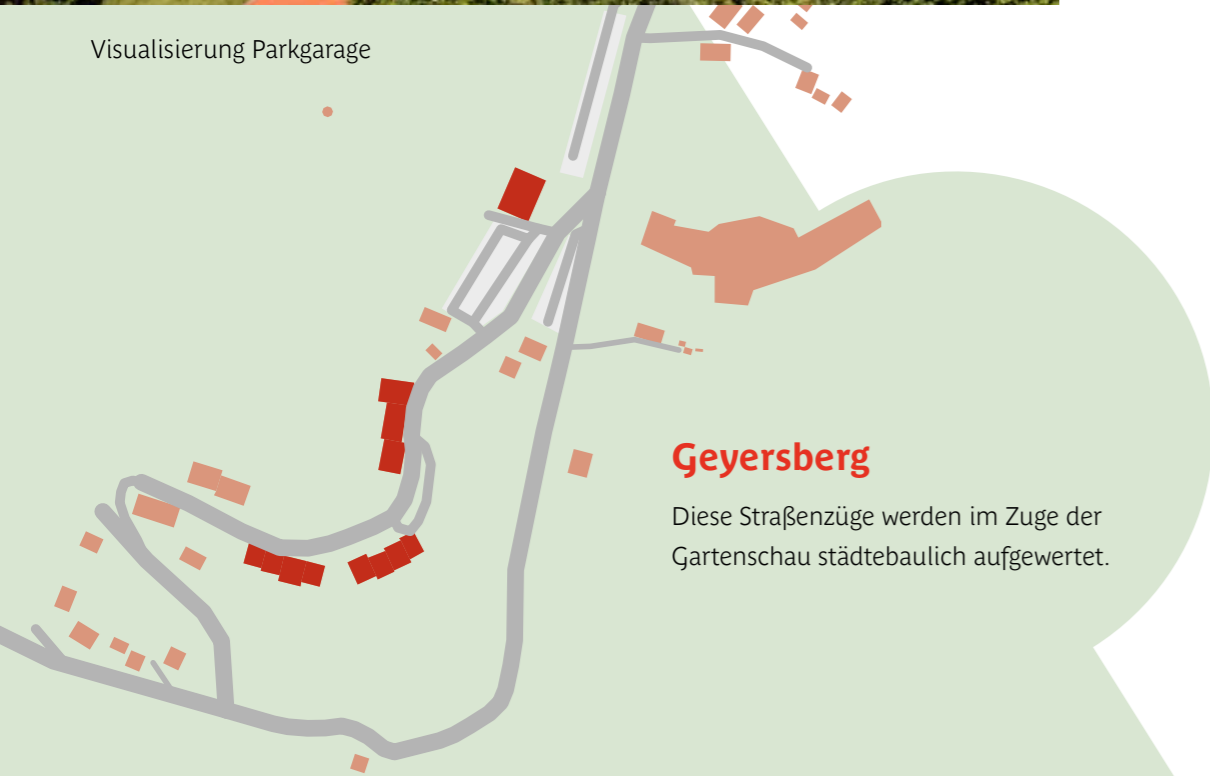 Visualisierung Parkgarage
Geyersberg
Diese Straßenzüge werden im Zuge der
Gartenschau städtebaulich aufgewertet.